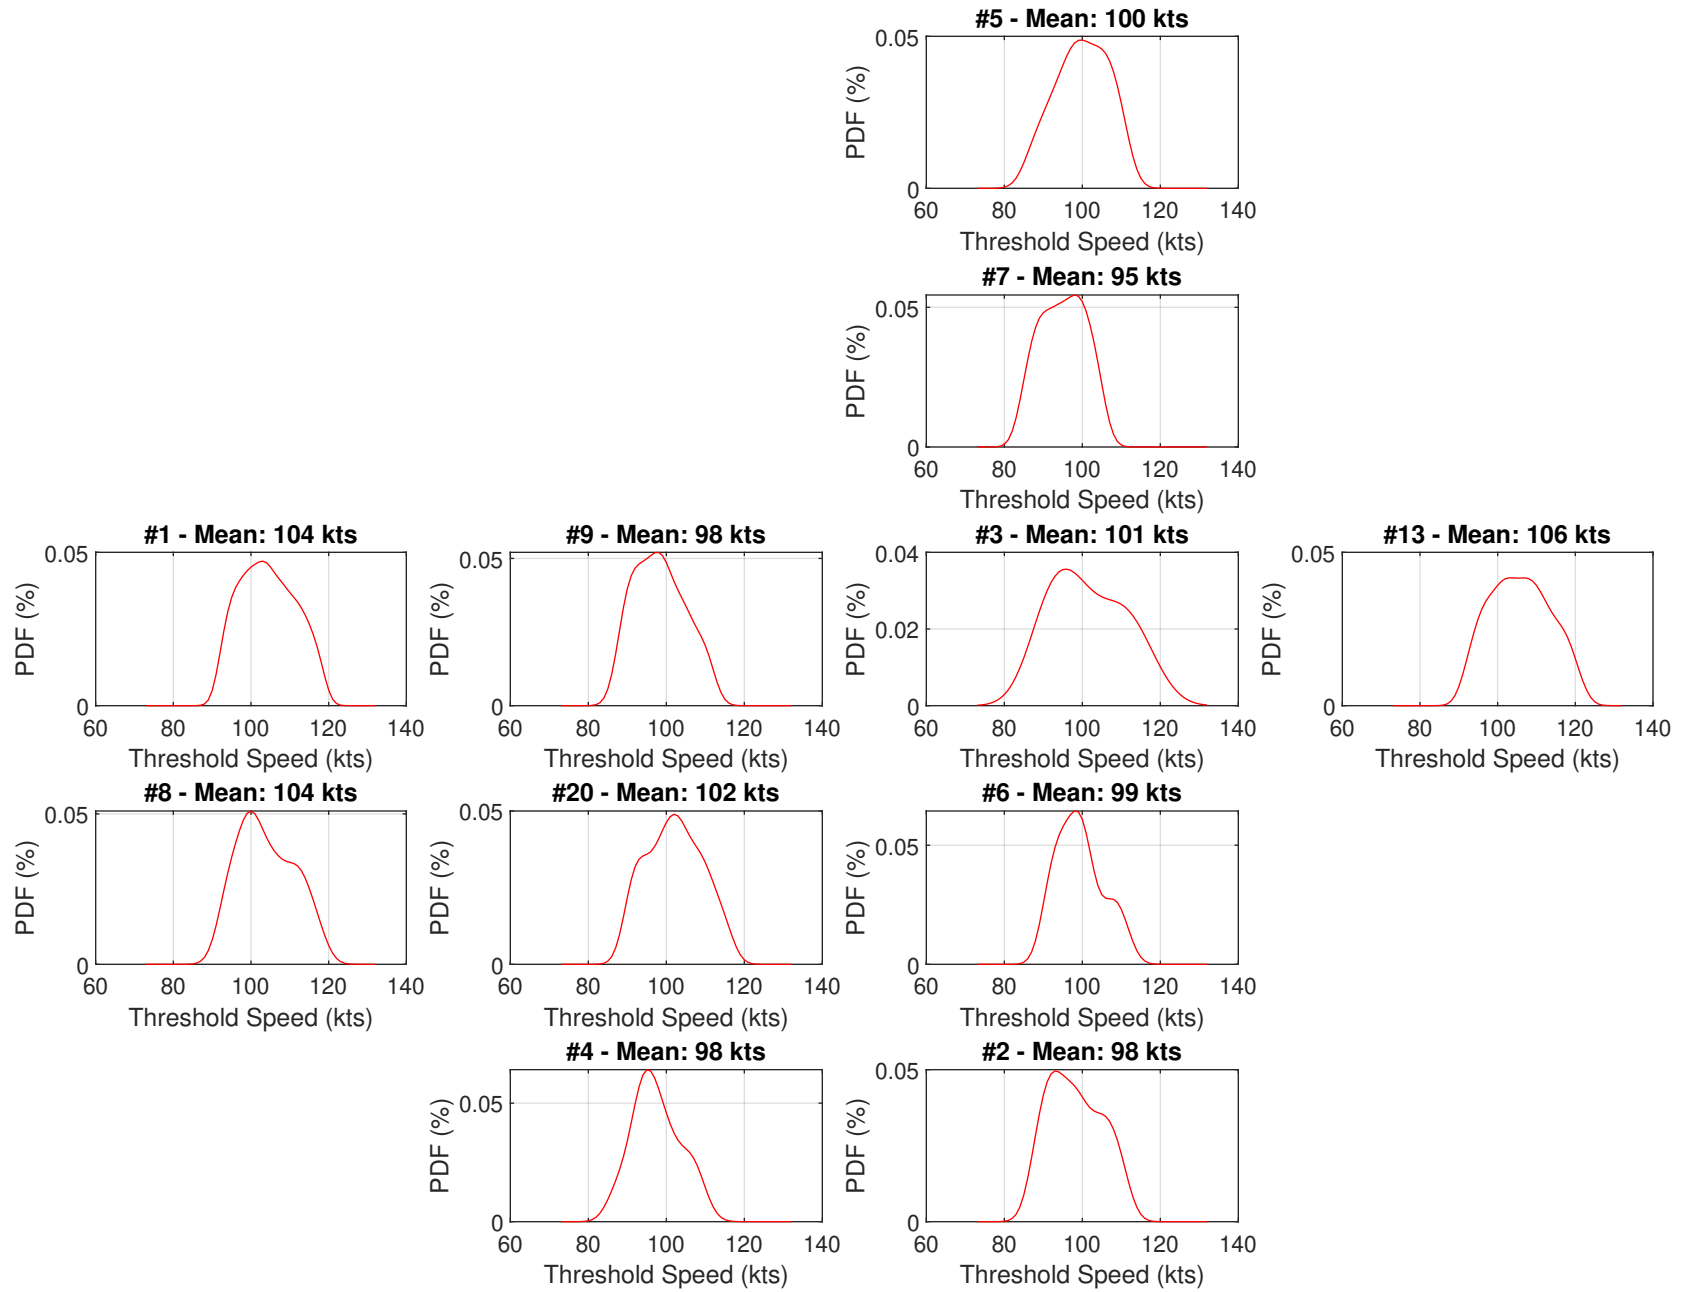 #5 - Mean: 100 kts
0.05
PDF (%)
0
60 80 100 120 140
Threshold Speed (kts)
#7 - Mean: 95 kts
0.05
PDF (%)
0
60 80 100 120 140
Threshold Speed (kts)
#1 - Mean: 104 kts
0.05
PDF (%)
0
60 80 100 120 140
Threshold Speed (kts)
#9 - Mean: 98 kts
0.05
PDF (%)
0
60 80 100 120 140
Threshold Speed (kts)
#3 - Mean: 101 kts
0.04
0.02
PDF (%)
0
60 80 100 120 140
Threshold Speed (kts)
#13 - Mean: 106 kts
0.05
PDF (%)
0
60 80 100 120 140
Threshold Speed (kts)
#8 - Mean: 104 kts
0.05
PDF (%)
0
60 80 100 120 140
Threshold Speed (kts)
#20 - Mean: 102 kts
0.05
PDF (%)
0
60 80 100 120 140
Threshold Speed (kts)
#6 - Mean: 99 kts
0.05
PDF (%)
0
60 80 100 120 140
Threshold Speed (kts)
#4 - Mean: 98 kts
0.05
PDF (%)
0
60 80 100 120 140
Threshold Speed (kts)
#2 - Mean: 98 kts
0.05
PDF (%)
0
60 80 100 120 140
Threshold Speed (kts)